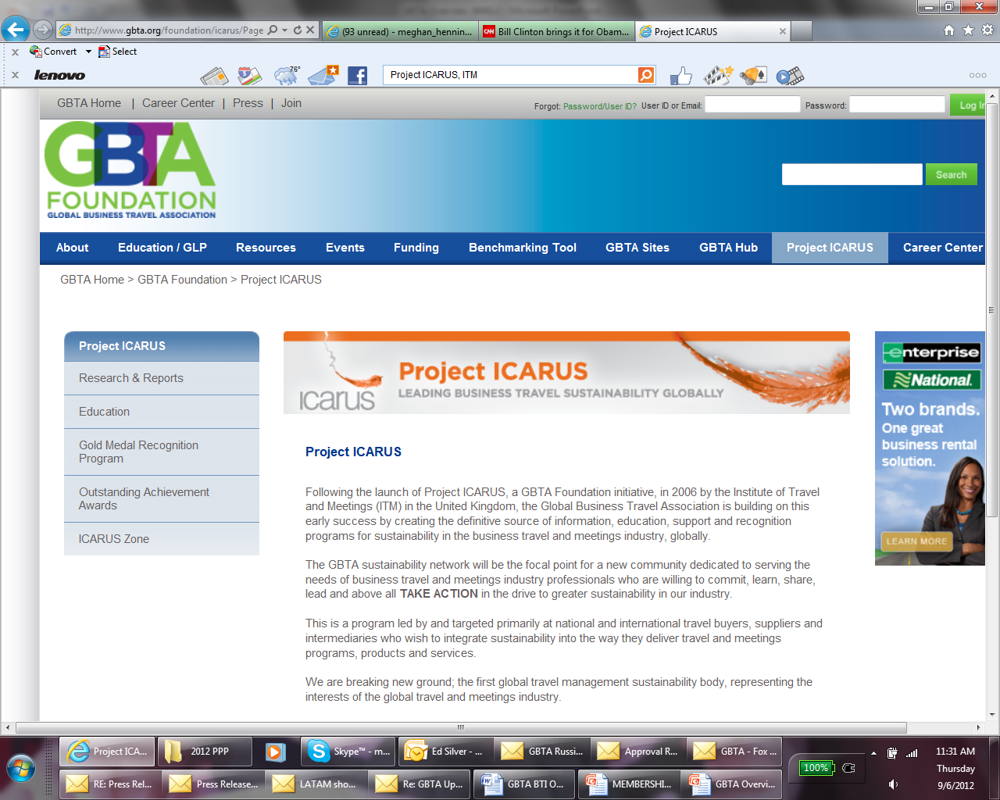 http://www.gbta.org/foundation/icarus/Page
(93 unread) - meghan_hennin...
Bill Clinton brings it for Obam...
Project ICARUS
x Convert Select
x lenovo 76° Project ICARUS, ITM
GBTA Home | Career Center | Press | Join
Forgot: Password/User ID? User ID or Email: Password: Log In
GBTA
FOUNDATION
GLOBAL BUSINESS TRAVEL ASSOCIATION
Search
About Education / GLP Resources Events Funding Benchmarking Tool GBTA Sites GBTA Hub Project ICARUS Career Center
GBTA Home > GBTA Foundation > Project ICARUS
Project ICARUS
Research & Reports
Education
Gold Medal Recognition
Program
Outstanding Achievement
Awards
ICARUS Zone
icarus
Project ICARUS
LEADING BUSINESS TRAVEL SUSTAINABILITY GLOBALLY
Project ICARUS
Following the launch of Project ICARUS, a GBTA Foundation initiative, in 2006 by the Institute of Travel
and Meetings (ITM) in the United Kingdom, the Global Business Travel Association is building on this
early success by creating the definitive source of information, education, support and recognition
programs for sustainability in the business travel and meetings industry, globally.
The GBTA sustainability network will be the focal point for a new community dedicated to serving the
needs of business travel and meetings industry professionals who are willing to commit, learn, share,
lead and above all TAKE ACTION in the drive to greater sustainability in our industry.
This is a program led by and targeted primarily at national and international travel buyers, suppliers and
intermediaries who wish to integrate sustainability into the way they deliver travel and meetings
programs, products and services.
We are breaking new ground; the first global travel management sustainability body, representing the
interests of the global travel and meetings industry.
enterprise
National.
Two brands.
One great
business rental
solution.
LEARN MORE
Project ICA... 2012 PPP Skype™ - m... Ed Silver - ... GBTA Russi... Approval R... GBTA - Fox ...
RE: Press Rel... Press Release... LATAM sho... Re: GBTA Up... GBTA BTI O... MEMBERSHI... GBTA Overvi...
100%
11:31 AM
Thursday
9/6/2012